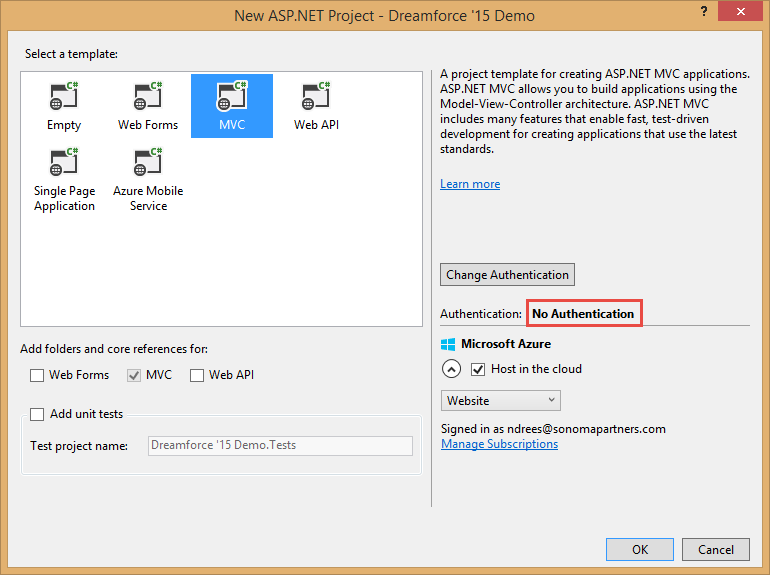 New ASP.NET Project - Dreamforce '15 Demo
?
Select a template:
C#
Empty
C#
Web Forms
C#
MVC
C#
Web API
C#
Single Page
Application
C#
Azure Mobile
Service
A project template for creating ASP.NET MVC applications.
ASP.NET MVC allows you to build applications using the
Model-View-Controller architecture. ASP.NET MVC
includes many features that enable fast, test-driven
development for creating applications that use the latest
standards.
Learn more
Change Authentication
Authentication: No Authentication
Microsoft Azure
Host in the cloud
Website
Signed in as ndrees@sonomapartners.com
Manage Subscriptions
Add folders and core references for:
Web Forms MVC Web API
Add unit tests
Test project name: Dreamforce '15 Demo.Tests
OK Cancel